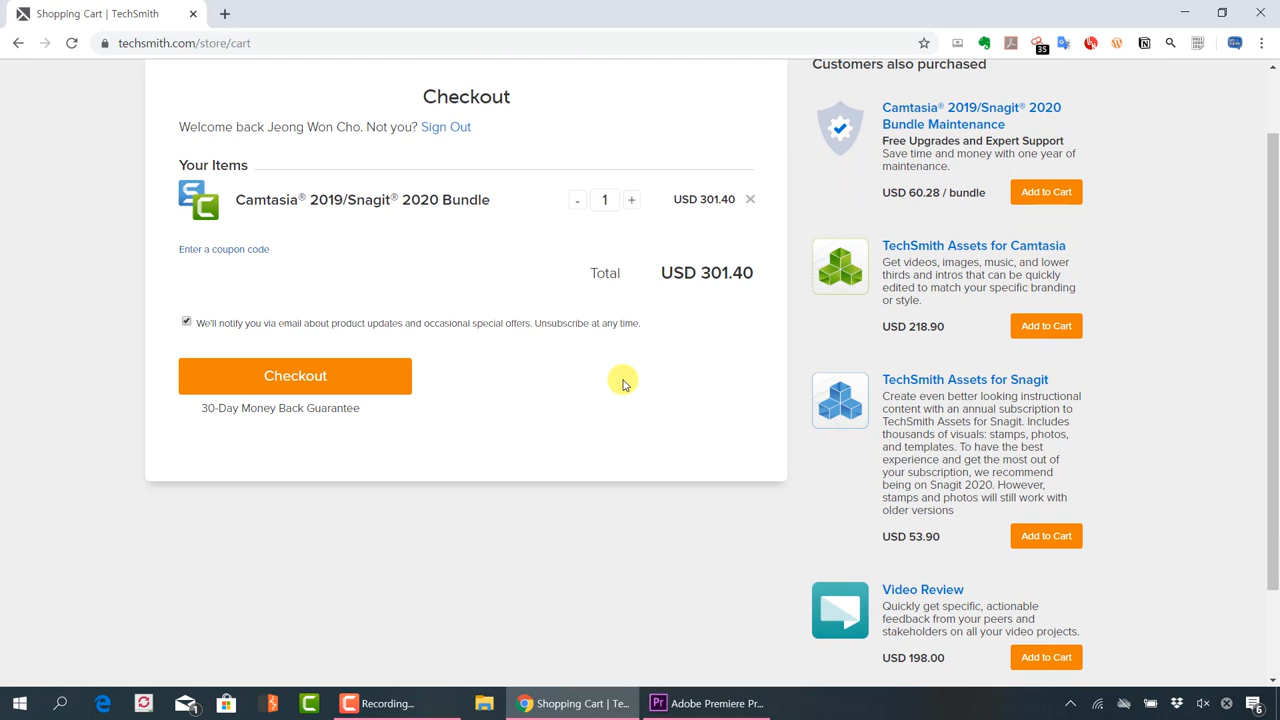 Shopping Cart | TechSmith
techsmith.com/store/cart
35
Checkout
Welcome back Jeong Won Cho. Not you? Sign Out
Your Items
Camtasia® 2019/Snagit® 2020 Bundle
- 1 + USD 301.40
Enter a coupon code
Total USD 301.40
We'll notify you via email about product updates and occasional special offers. Unsubscribe at any time.
Checkout
30-Day Money Back Guarantee
Customers also purchased
Camtasia® 2019/Snagit® 2020
Bundle Maintenance
Free Upgrades and Expert Support
Save time and money with one year of
maintenance.
USD 60.28 / bundle Add to Cart
TechSmith Assets for Camtasia
Get videos, images, music, and lower
thirds and intros that can be quickly
edited to match your specific branding
or style.
USD 218.90 Add to Cart
TechSmith Assets for Snagit
Create even better looking instructional
content with an annual subscription to
TechSmith Assets for Snagit. Includes
thousands of visuals: stamps, photos,
and templates. To have the best
experience and get the most out of
your subscription, we recommend
being on Snagit 2020. However,
stamps and photos will still work with
older versions
USD 53.90 Add to Cart
Video Review
Quickly get specific, actionable
feedback from your peers and
stakeholders on all your video projects.
USD 198.00 Add to Cart
Recording...
Shopping Cart | Te...
Pr Adobe Premiere Pr...
6